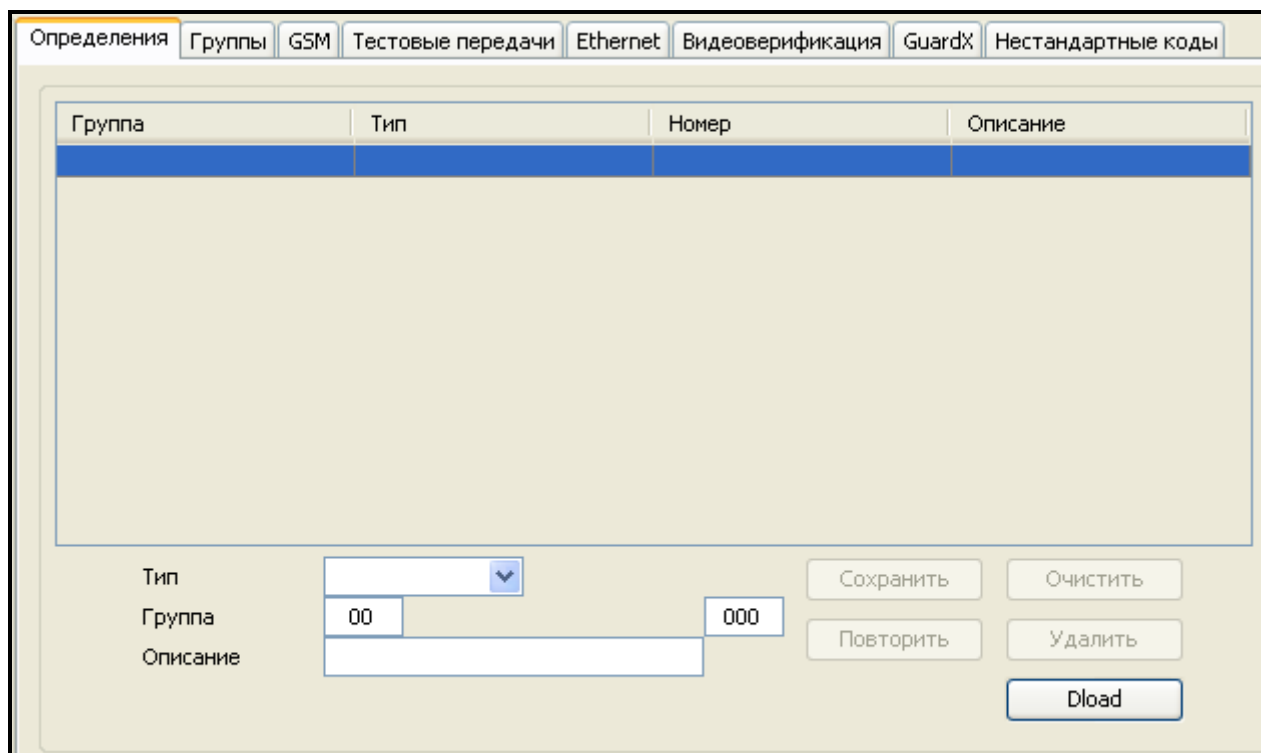 Определения Группы GSM Тестовые передачи Ethernet Видеоверификация GuardX Нестандартные коды
Группа Тип Номер Описание
Тип Сохранить Очистить
Группа 00 000
Повторить Удалить
Описание
Dload